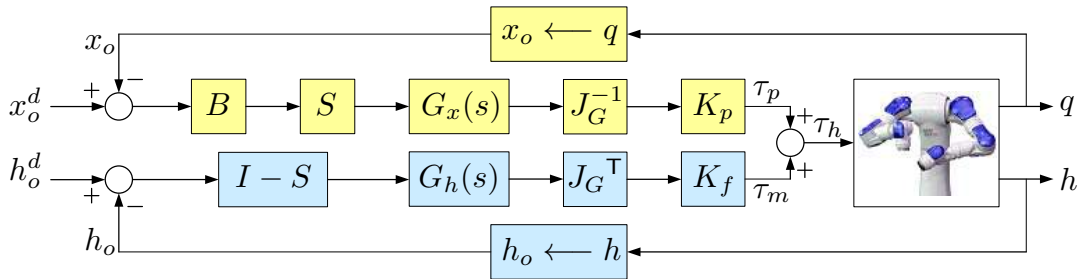 x_o x_o ⟵ q
x_o^d + − B S G_x(s) J_G^{-1} K_p τ_p + τ_h q
h_o^d + − I − S G_h(s) J_G^T K_f τ_m + h
h_o h_o ⟵ h